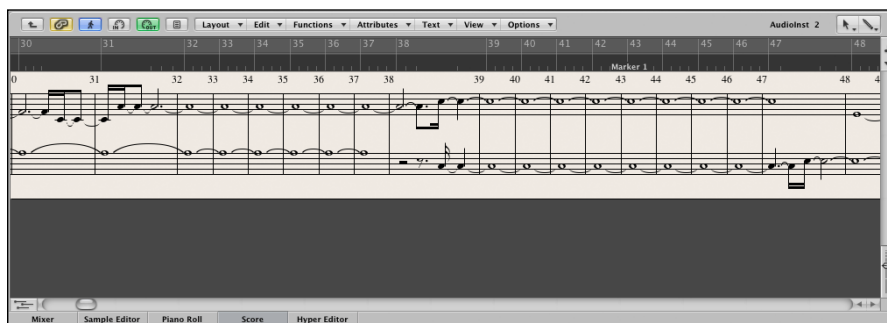 IN OUT Layout Edit Functions Attributes Text View Options AudioInst 2
30 31 32 33 34 35 36 37 38 39 40 41 42 43 44 45 46 47 48
Marker 1
0 31 32 33 34 35 36 37 38 39 40 41 42 43 44 45 46 47 48 4
Mixer Sample Editor Piano Roll Score Hyper Editor